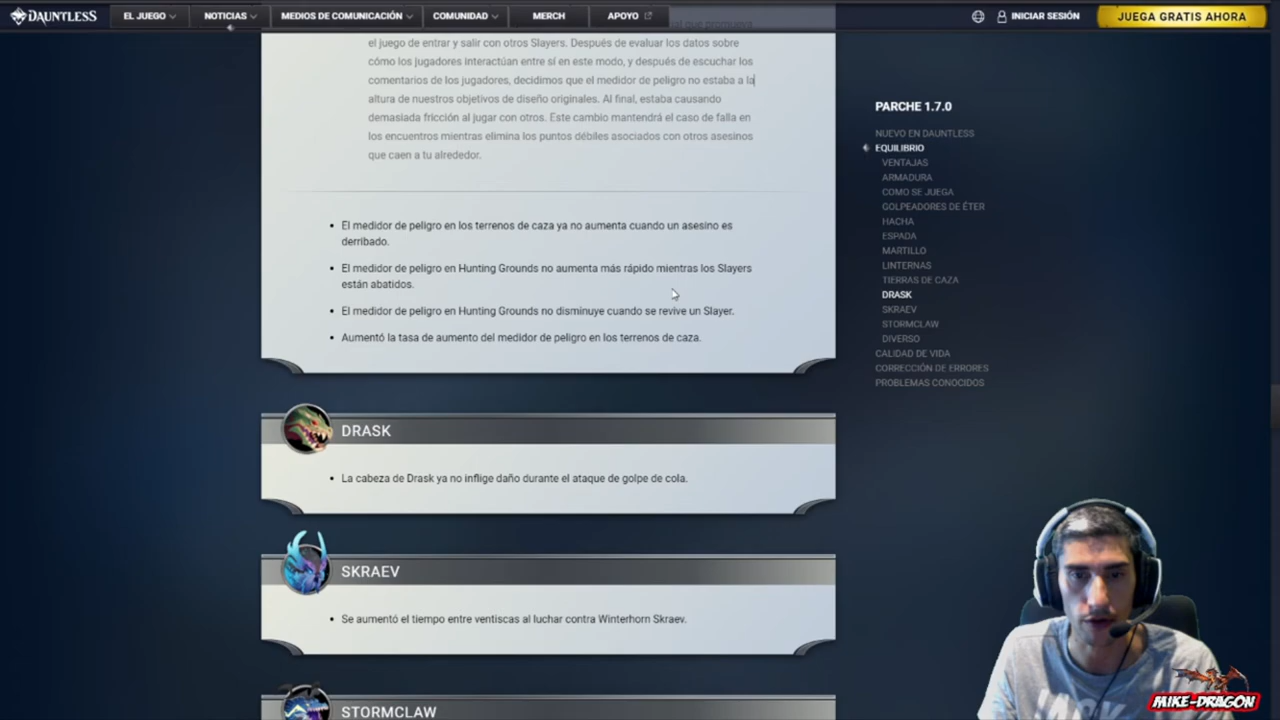 DAUNTLESS
EL JUEGO
NOTICIAS
MEDIOS DE COMUNICACIÓN
COMUNIDAD
MERCH
APOYO
INICIAR SESIÓN
JUEGA GRATIS AHORA
el juego de entrar y salir con otros Slayers. Después de evaluar los datos sobre
cómo los jugadores interactúan entre sí en este modo, y después de escuchar los
comentarios de los jugadores, decidimos que el medidor de peligro no estaba a la
altura de nuestros objetivos de diseño originales. Al final, estaba causando
demasiada fricción al jugar con otros. Este cambio mantendrá el caso de falla en
los encuentros mientras elimina los puntos débiles asociados con otros asesinos
que caen a tu alrededor.
• El medidor de peligro en los terrenos de caza ya no aumenta cuando un asesino es
derribado.
• El medidor de peligro en Hunting Grounds no aumenta más rápido mientras los Slayers
están abatidos.
• El medidor de peligro en Hunting Grounds no disminuye cuando se revive un Slayer.
• Aumentó la tasa de aumento del medidor de peligro en los terrenos de caza.
DRASK
• La cabeza de Drask ya no inflige daño durante el ataque de golpe de cola.
SKRAEV
• Se aumentó el tiempo entre ventiscas al luchar contra Winterhorn Skraev.
STORMCLAW
PARCHE 1.7.0
NUEVO EN DAUNTLESS
EQUILIBRIO
VENTAJAS
ARMADURA
COMO SE JUEGA
GOLPEADORES DE ÉTER
HACHA
ESPADA
MARTILLO
LINTERNAS
TIERRAS DE CAZA
DRASK
SKRAEV
STORMCLAW
DIVERSO
CALIDAD DE VIDA
CORRECCIÓN DE ERRORES
PROBLEMAS CONOCIDOS
MIKE-DRAGON